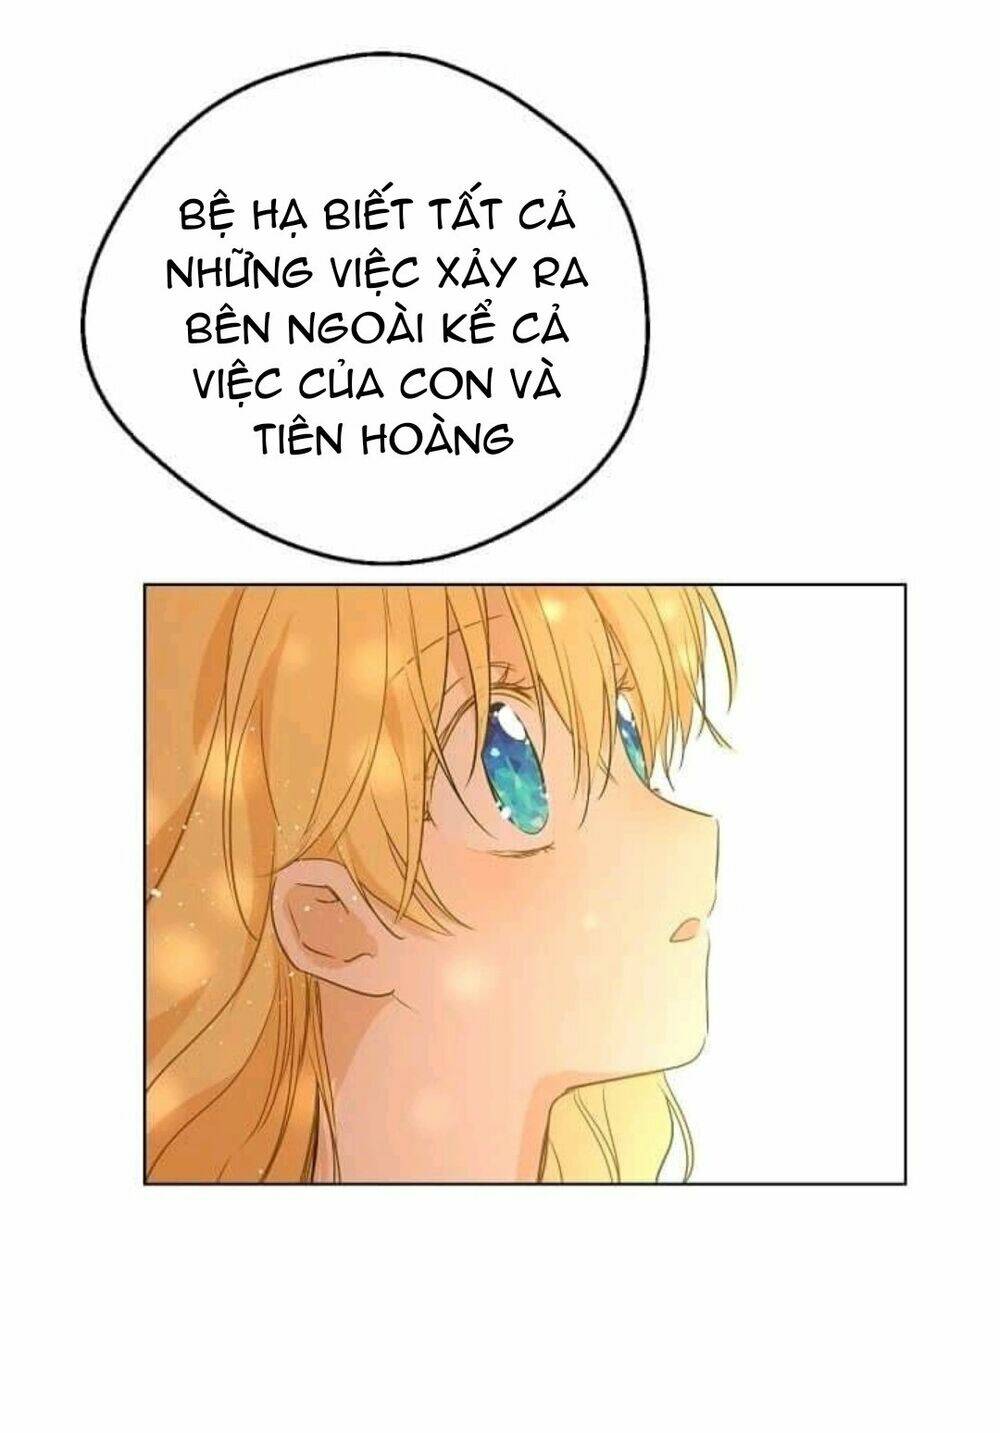 BỆ HẠ BIẾT TẤT CẢ
NHỮNG VIỆC XẢY RA
BÊN NGOÀI KỂ CẢ
VIỆC CỦA CON VÀ
TIÊN HOÀNG